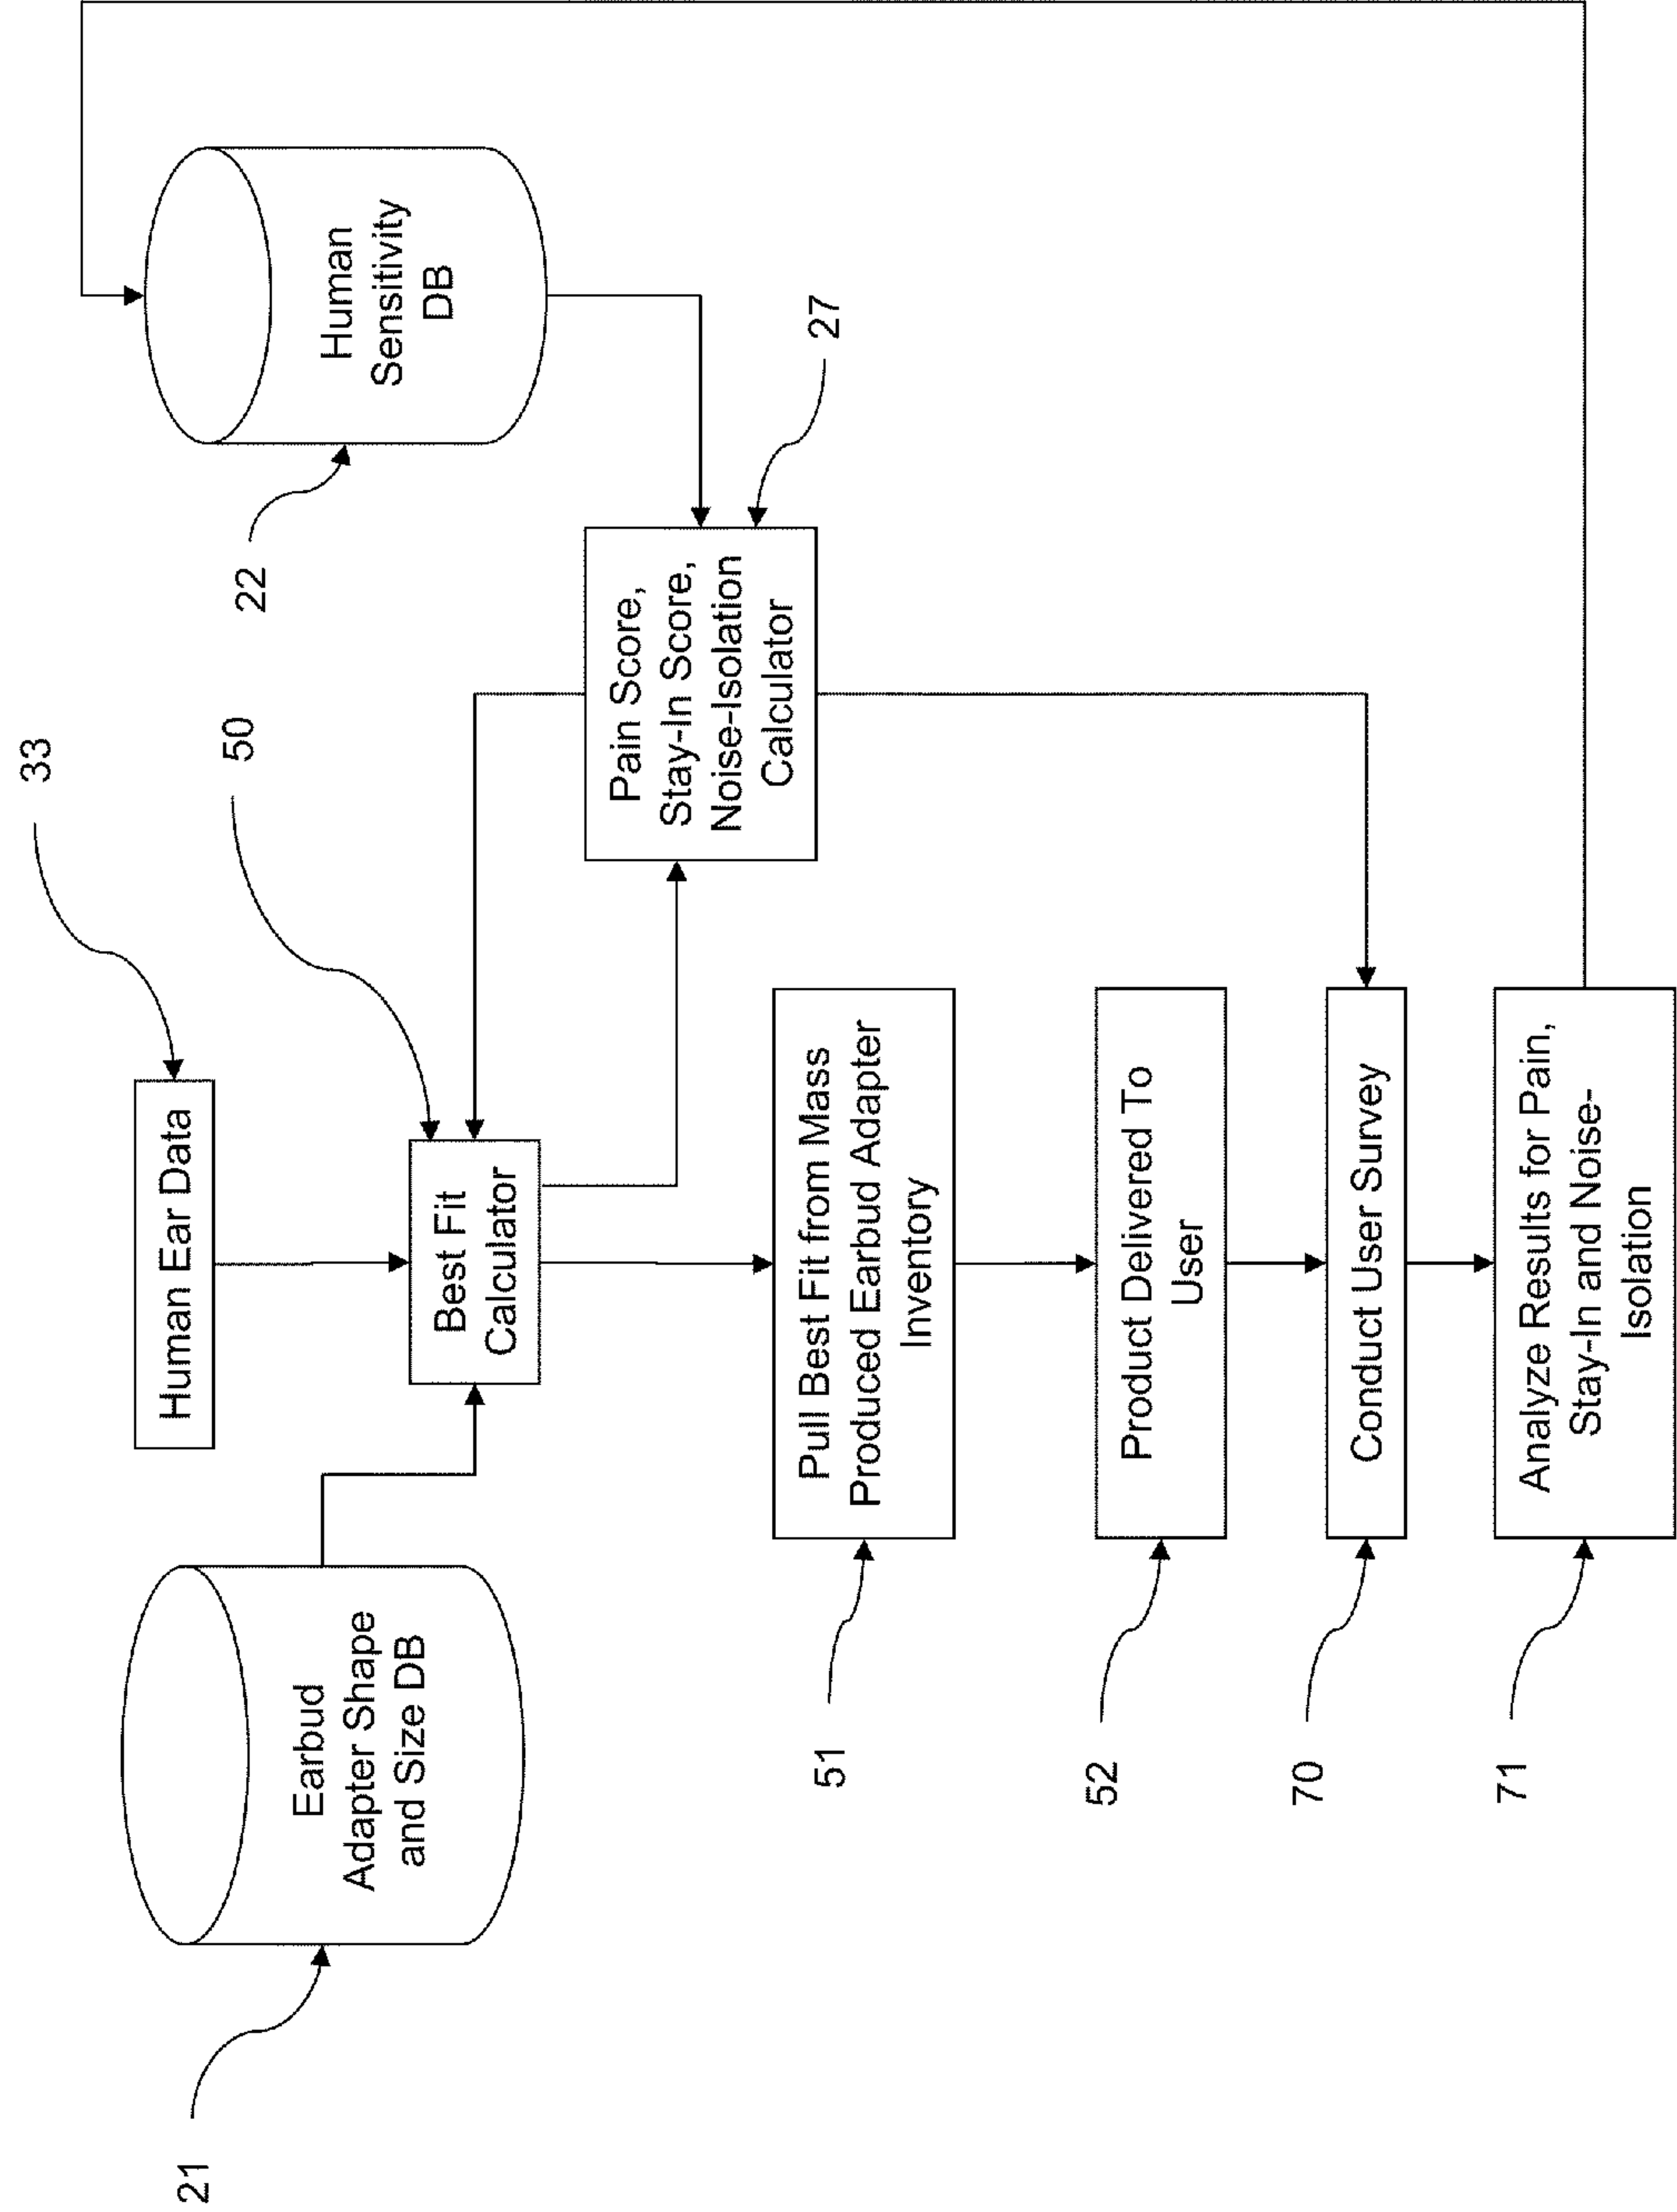 33
Human Ear Data
21
Earbud
Adapter Shape
and Size DB
50
Best Fit
Calculator
22
Human
Sensitivity
DB
27
Pain Score,
Stay-In Score,
Noise-Isolation
Calculator
51
Pull Best Fit from Mass
Produced Earbud Adapter
Inventory
52
Product Delivered To
User
70
Conduct User Survey
71
Analyze Results for Pain,
Stay-In and Noise-
Isolation